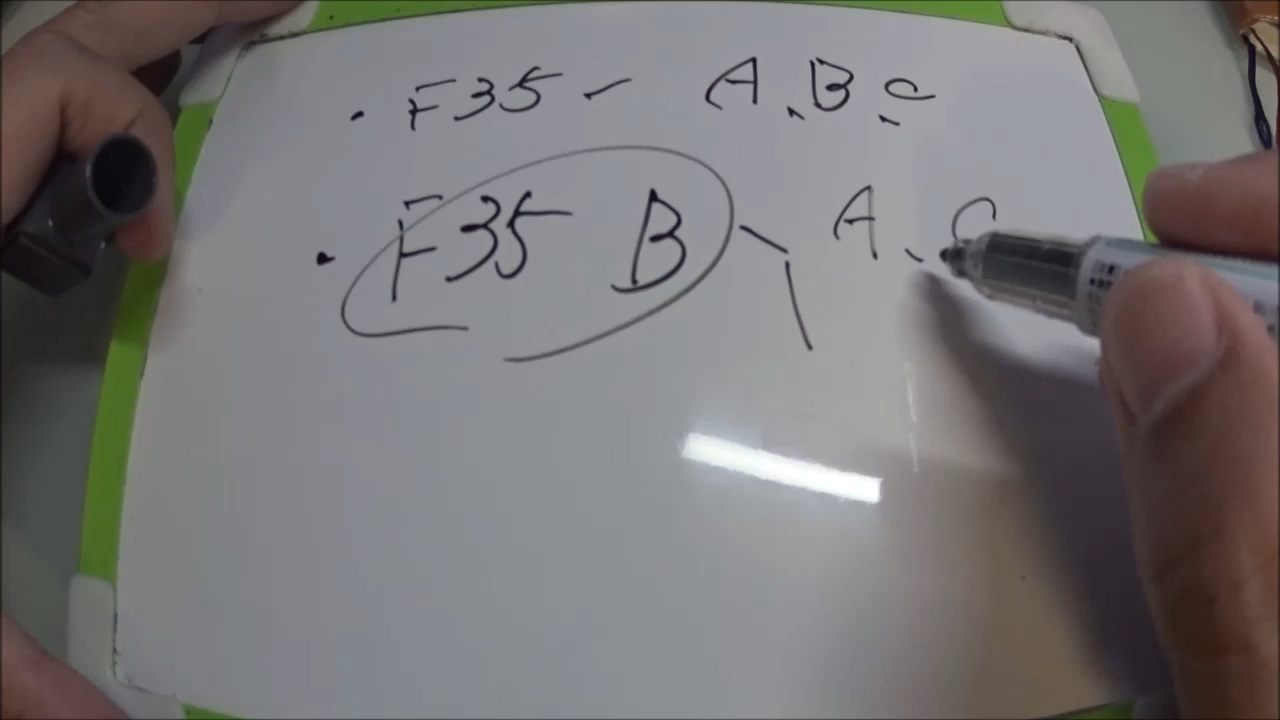 · F35 - A、B、C
· F35 B - A、C